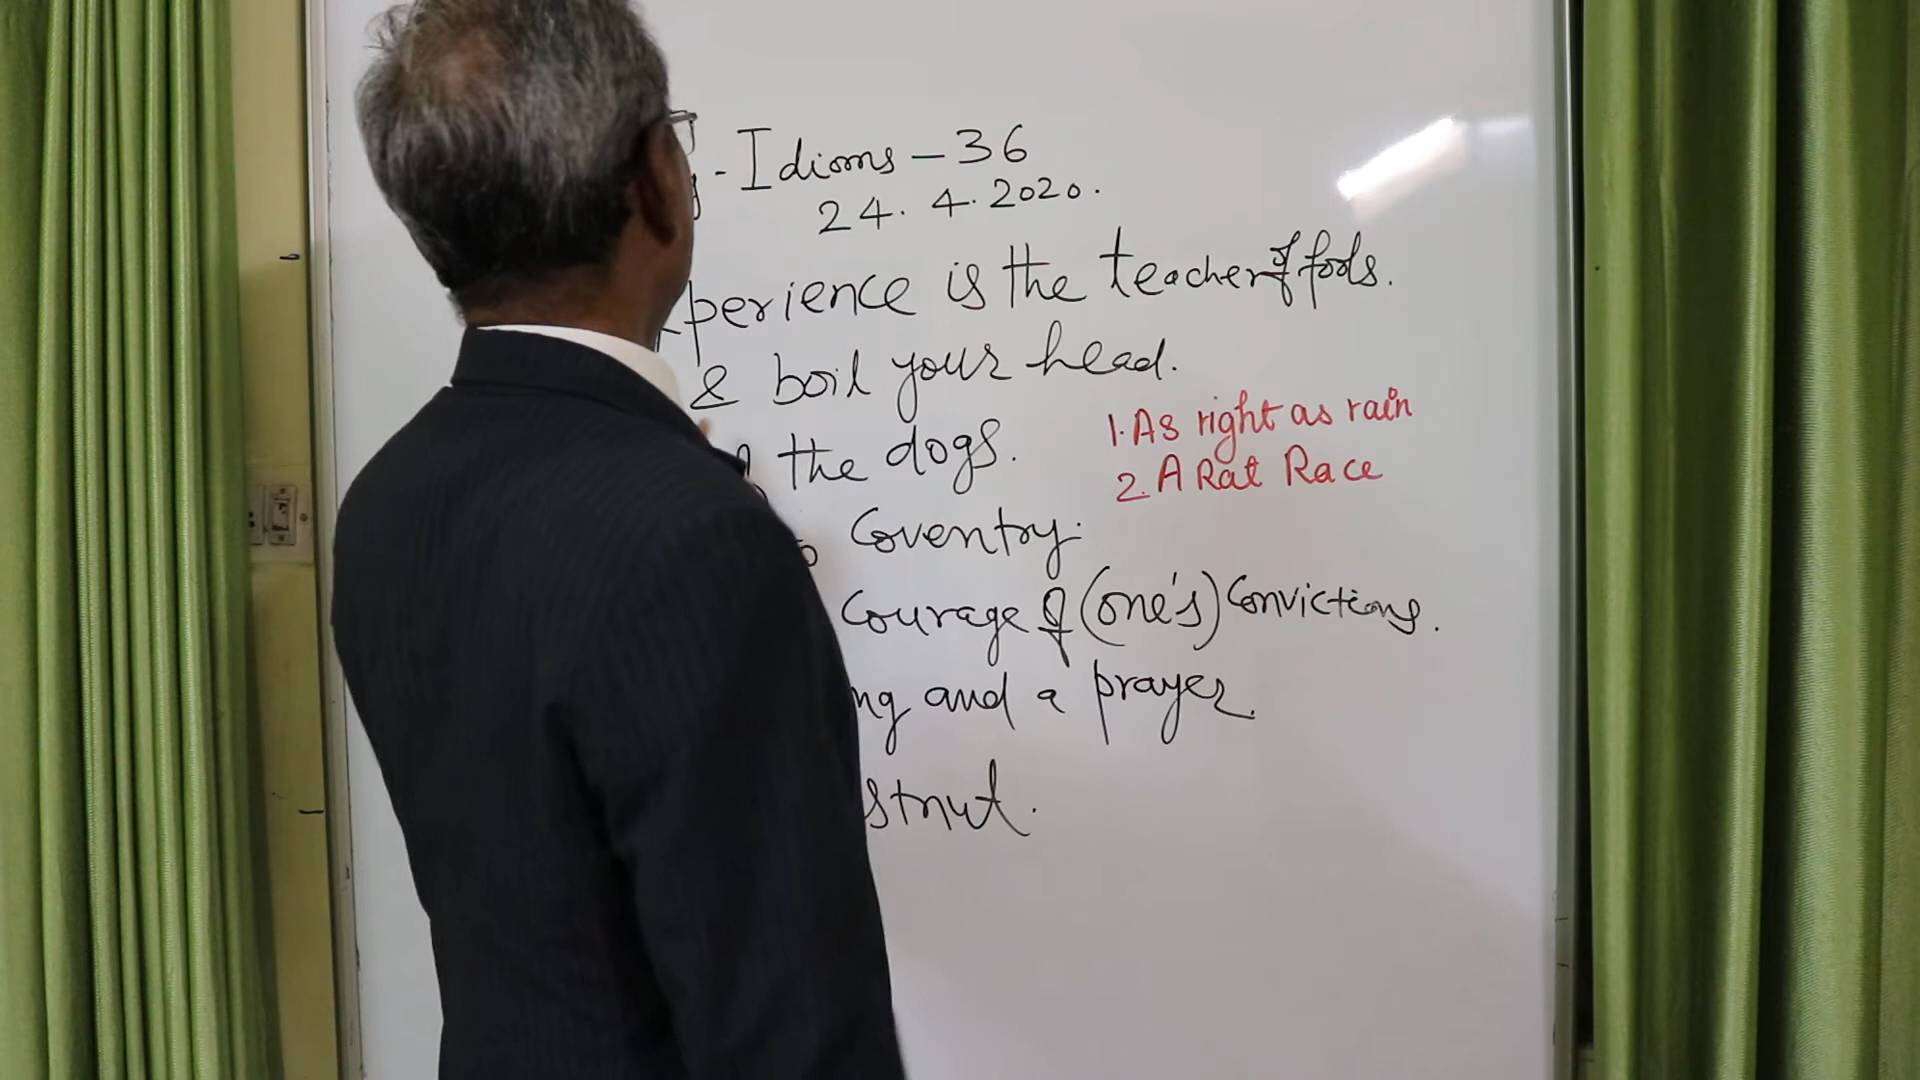 - Idioms - 36
24. 4. 2020.
perience is the teacher of fools.
& boil your head.
the dogs.
1. As right as rain
2. A Rat Race
Coventry.
Courage of (one's) Convictions.
ng and a prayer.
stnut.